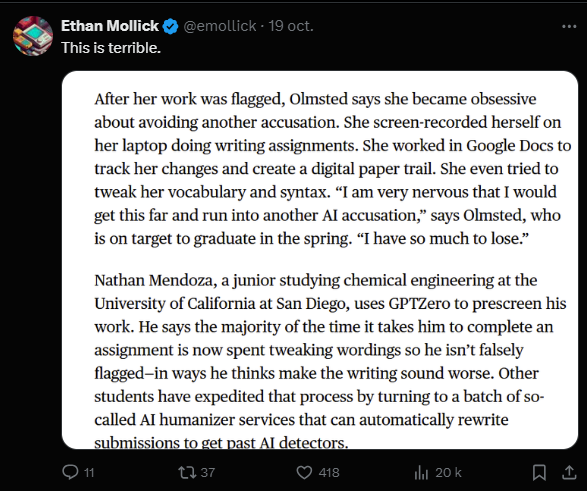 Ethan Mollick @emollick · 19 oct.
This is terrible.
After her work was flagged, Olmsted says she became obsessive
about avoiding another accusation. She screen-recorded herself on
her laptop doing writing assignments. She worked in Google Docs to
track her changes and create a digital paper trail. She even tried to
tweak her vocabulary and syntax. “I am very nervous that I would
get this far and run into another AI accusation,” says Olmsted, who
is on target to graduate in the spring. “I have so much to lose.”
Nathan Mendoza, a junior studying chemical engineering at the
University of California at San Diego, uses GPTZero to prescreen his
work. He says the majority of the time it takes him to complete an
assignment is now spent tweaking wordings so he isn’t falsely
flagged—in ways he thinks make the writing sound worse. Other
students have expedited that process by turning to a batch of so-
called AI humanizer services that can automatically rewrite
submissions to get past AI detectors.
11 37 418 20 k